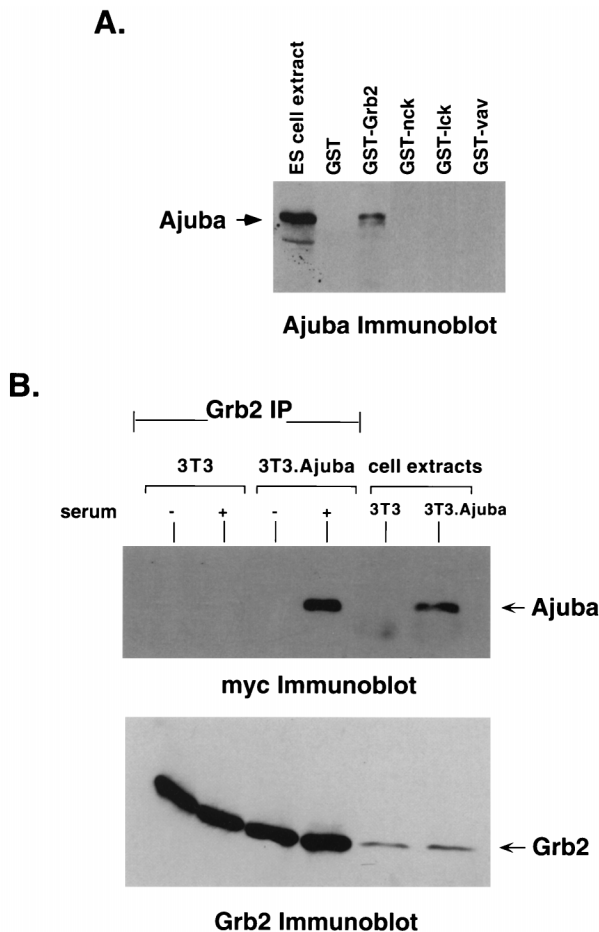 A.
ES cell extract
GST
GST-Grb2
GST-nck
GST-lck
GST-vav
Ajuba
Ajuba Immunoblot
B.
Grb2 IP
3T3 3T3.Ajuba cell extracts
serum - + - + 3T3 3T3.Ajuba
Ajuba
myc Immunoblot
Grb2
Grb2 Immunoblot